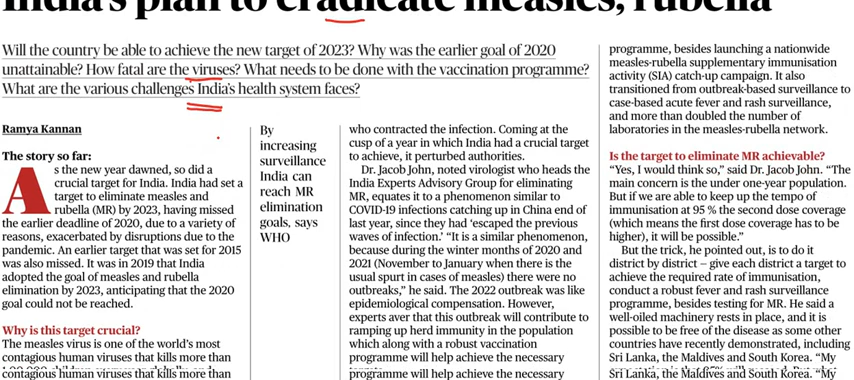 India's plan to eradicate measles, rubella
Will the country be able to achieve the new target of 2023? Why was the earlier goal of 2020
unattainable? How fatal are the viruses? What needs to be done with the vaccination programme?
What are the various challenges India's health system faces?
Ramya Kannan
The story so far:
As the new year dawned, so did a
crucial target for India. India had set a
target to eliminate measles and
rubella (MR) by 2023, having missed
the earlier deadline of 2020, due to a variety of
reasons, exacerbated by disruptions due to the
pandemic. An earlier target that was set for 2015
was also missed. It was in 2019 that India
adopted the goal of measles and rubella
elimination by 2023, anticipating that the 2020
goal could not be reached.
Why is this target crucial?
The measles virus is one of the world's most
contagious human viruses that kills more than
contagious human viruses that kills more than
By
increasing
surveillance
India can
reach MR
elimination
goals, says
WHO
who contracted the infection. Coming at the
cusp of a year in which India had a crucial target
to achieve, it perturbed authorities.
Dr. Jacob John, noted virologist who heads the
India Experts Advisory Group for eliminating
MR, equates it to a phenomenon similar to
COVID-19 infections catching up in China end of
last year, since they had 'escaped the previous
waves of infection.' "It is a similar phenomenon,
because during the winter months of 2020 and
2021 (November to January when there is the
usual spurt in cases of measles) there were no
outbreaks," he said. The 2022 outbreak was like
epidemiological compensation. However,
experts aver that this outbreak will contribute to
ramping up herd immunity in the population
which along with a robust vaccination
programme will help achieve the necessary
programme will help achieve the necessary
programme, besides launching a nationwide
measles-rubella supplementary immunisation
activity (SIA) catch-up campaign. It also
transitioned from outbreak-based surveillance to
case-based acute fever and rash surveillance,
and more than doubled the number of
laboratories in the measles-rubella network.
Is the target to eliminate MR achievable?
"Yes, I would think so," said Dr. Jacob John. "The
main concern is the under one-year population.
But if we are able to keep up the tempo of
immunisation at 95 % the second dose coverage
(which means the first dose coverage has to be
higher), it will be possible."
But the trick, he pointed out, is to do it
district by district – give each district a target to
achieve the required rate of immunisation,
conduct a robust fever and rash surveillance
programme, besides testing for MR. He said a
well-oiled machinery rests in place, and it is
possible to be free of the disease as some other
countries have recently demonstrated, including
Sri Lanka, the Maldives and South Korea. "My
Sri Lanka, the Maldives and South Korea. "My